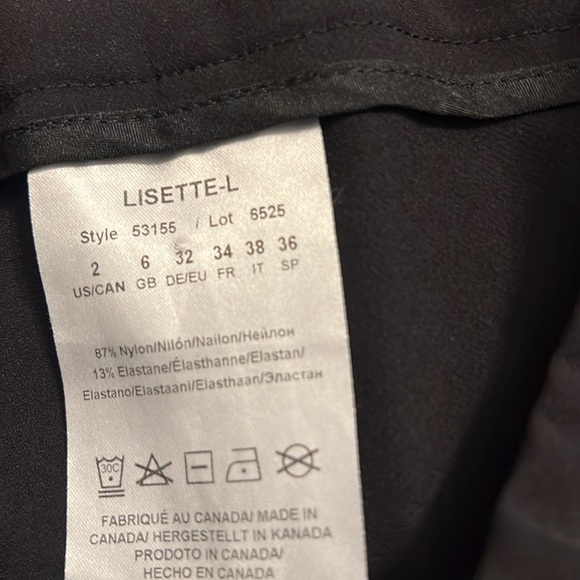 LISETTE-L
Style 53155 / Lot 6525
2 6 32 34 38 36
US/CAN GB DE/EU FR IT SP
87% Nylon/Nilón/Nailon/Нейлон
13% Elastane/Élasthanne/Elastan/
Elastano/Elastaani/Elasthaan/Эластан
30C
FABRIQUÉ AU CANADA/ MADE IN
CANADA/ HERGESTELLT IN KANADA
PRODOTO IN CANADA/
HECHO EN CANADA